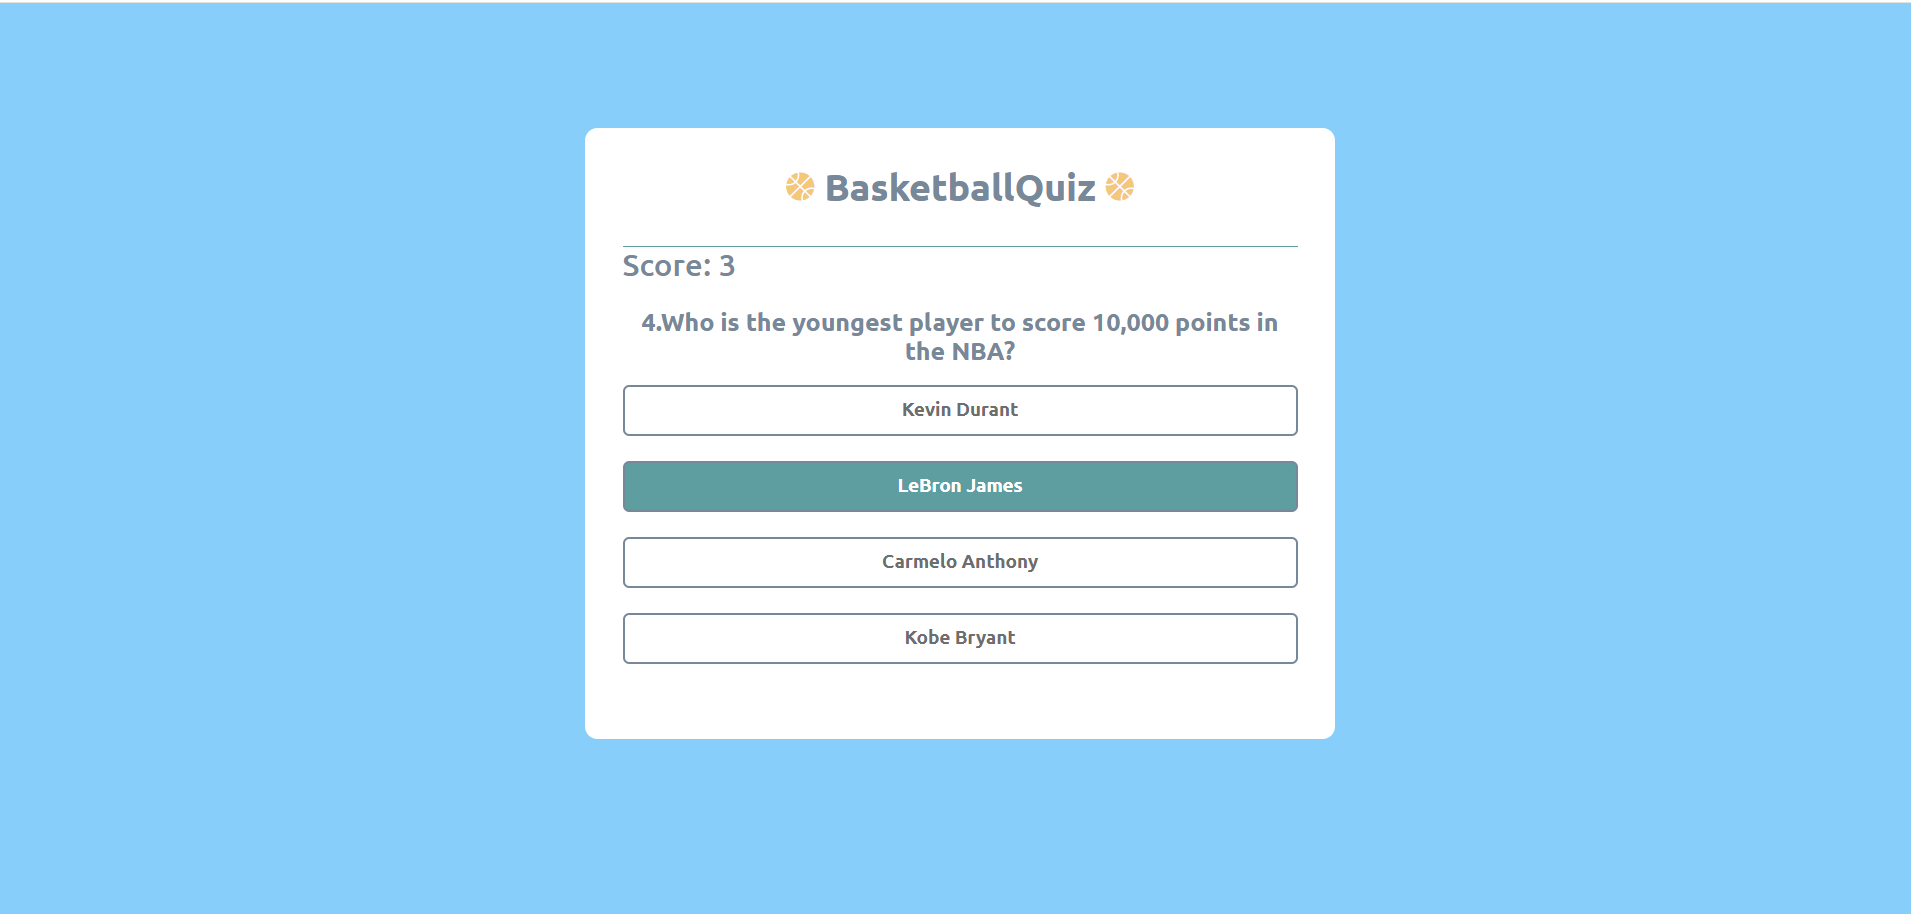 BasketballQuiz
Score: 3
4.Who is the youngest player to score 10,000 points in
the NBA?
Kevin Durant
LeBron James
Carmelo Anthony
Kobe Bryant